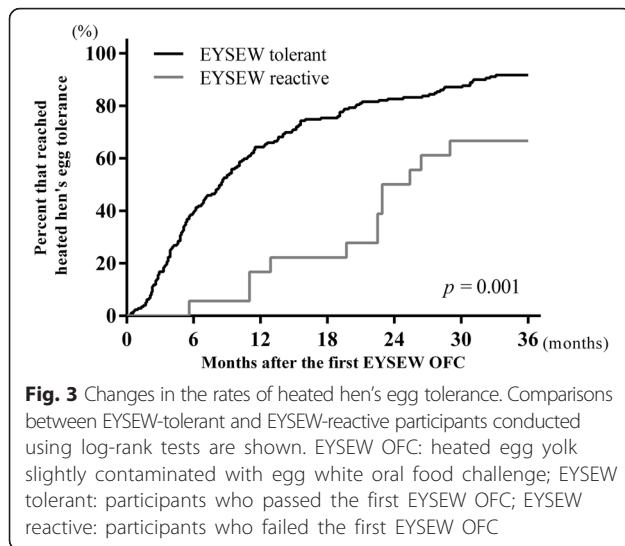 (%)
100
80
60
40
20
0
Percent that reached
heated hen's egg tolerance
EYSEW tolerant
EYSEW reactive
p = 0.001
0 6 12 18 24 30 36 (months)
Months after the first EYSEW OFC
Fig. 3 Changes in the rates of heated hen's egg tolerance. Comparisons
between EYSEW-tolerant and EYSEW-reactive participants conducted
using log-rank tests are shown. EYSEW OFC: heated egg yolk
slightly contaminated with egg white oral food challenge; EYSEW
tolerant: participants who passed the first EYSEW OFC; EYSEW
reactive: participants who failed the first EYSEW OFC